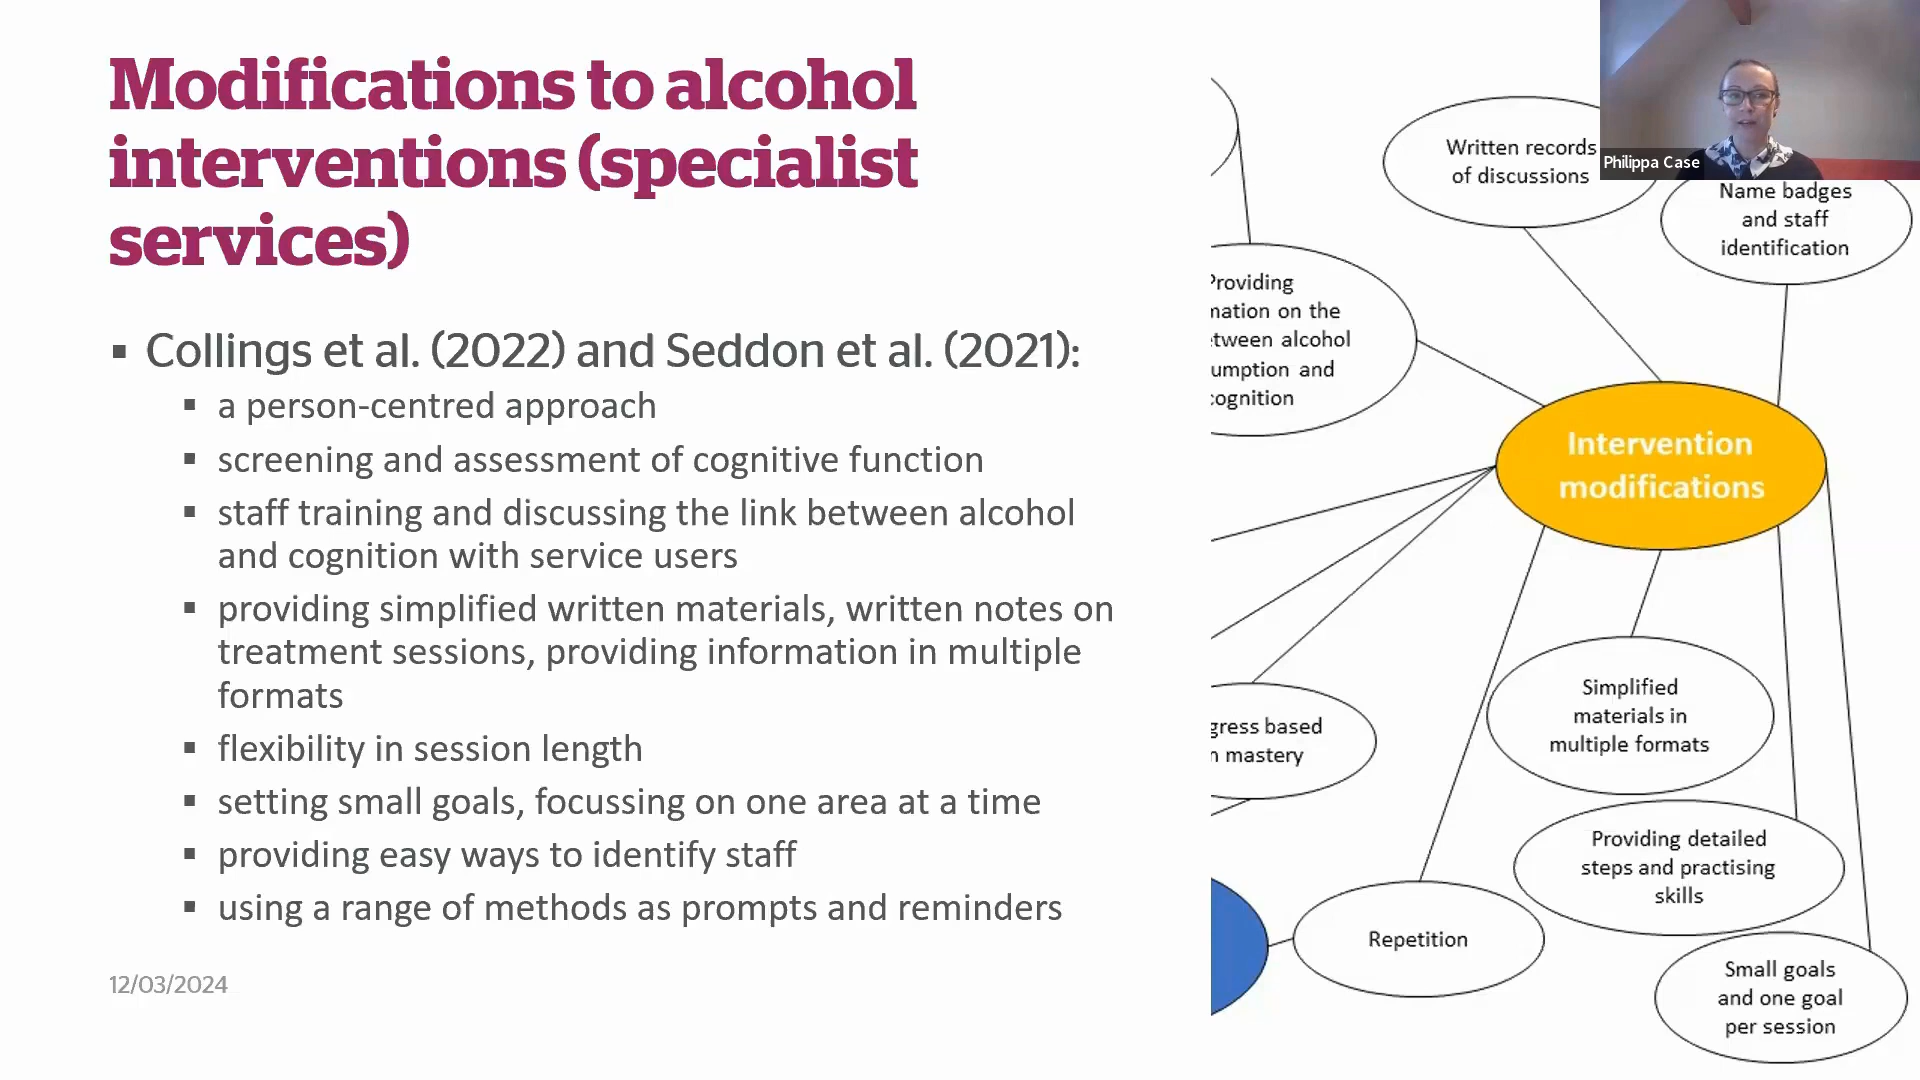 Modifications to alcohol
interventions (specialist
services)
▪ Collings et al. (2022) and Seddon et al. (2021):
▪ a person-centred approach
▪ screening and assessment of cognitive function
▪ staff training and discussing the link between alcohol
and cognition with service users
▪ providing simplified written materials, written notes on
treatment sessions, providing information in multiple
formats
▪ flexibility in session length
▪ setting small goals, focussing on one area at a time
▪ providing easy ways to identify staff
▪ using a range of methods as prompts and reminders
12/03/2024
Written records
of discussions
Philippa Case
Name badges
and staff
identification
Providing
mation on the
tween alcohol
umption and
cognition
Intervention
modifications
gress based
n mastery
Simplified
materials in
multiple formats
Providing detailed
steps and practising
skills
Repetition
Small goals
and one goal
per session